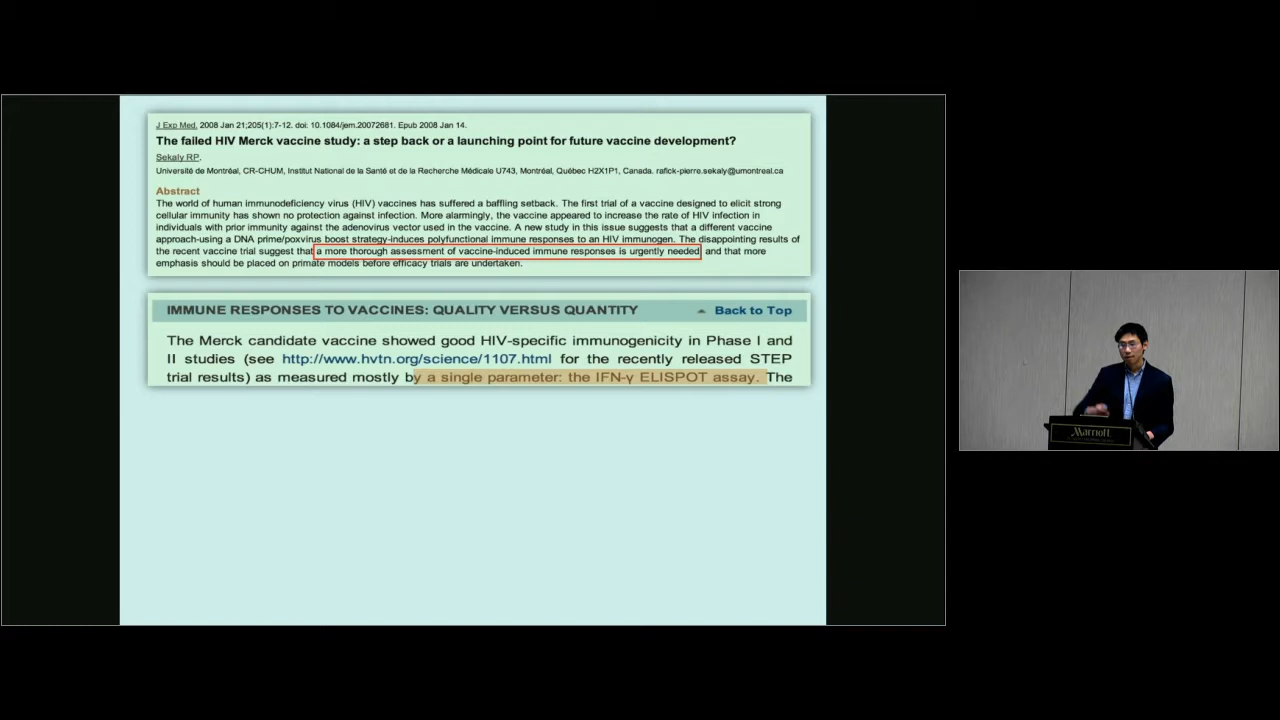 J Exp Med. 2008 Jan 21;205(1):7-12. doi: 10.1084/jem.20072681. Epub 2008 Jan 14.
The failed HIV Merck vaccine study: a step back or a launching point for future vaccine development?
Sekaly RP.
Université de Montréal, CR-CHUM, Institut National de la Santé et de la Recherche Médicale U743, Montréal, Québec H2X1P1, Canada. rafick-pierre.sekaly@umontreal.ca
Abstract
The world of human immunodeficiency virus (HIV) vaccines has suffered a baffling setback. The first trial of a vaccine designed to elicit strong
cellular immunity has shown no protection against infection. More alarmingly, the vaccine appeared to increase the rate of HIV infection in
individuals with prior immunity against the adenovirus vector used in the vaccine. A new study in this issue suggests that a different vaccine
approach-using a DNA prime/poxvirus boost strategy-induces polyfunctional immune responses to an HIV immunogen. The disappointing results of
the recent vaccine trial suggest that a more thorough assessment of vaccine-induced immune responses is urgently needed, and that more
emphasis should be placed on primate models before efficacy trials are undertaken.
IMMUNE RESPONSES TO VACCINES: QUALITY VERSUS QUANTITY Back to Top
The Merck candidate vaccine showed good HIV-specific immunogenicity in Phase I and
II studies (see http://www.hvtn.org/science/1107.html for the recently released STEP
trial results) as measured mostly by a single parameter: the IFN-γ ELISPOT assay. The
Marriott